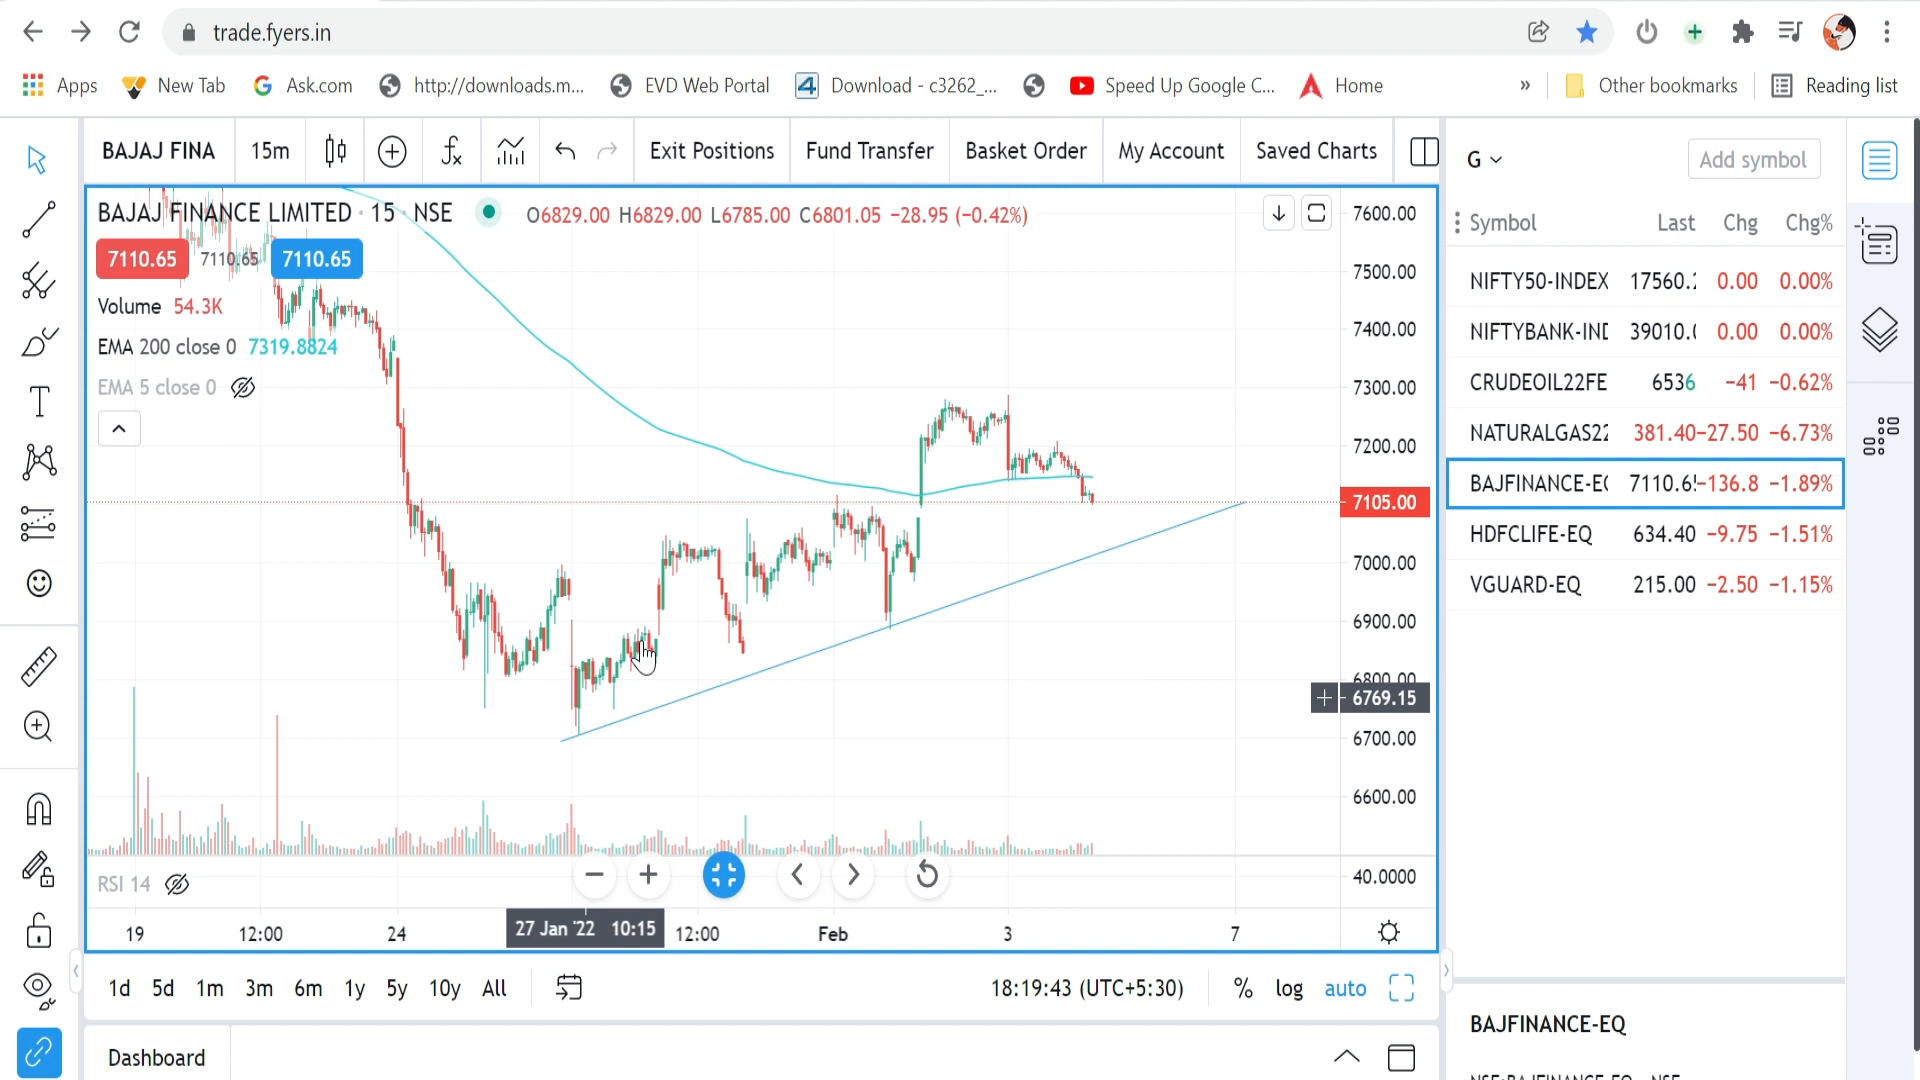 trade.fyers.in
Apps New Tab Ask.com http://downloads.m... EVD Web Portal Download - c3262_... Speed Up Google C... Home » Other bookmarks Reading list
BAJAJ FINA 15m Exit Positions Fund Transfer Basket Order My Account Saved Charts
G Add symbol
BAJAJ FINANCE LIMITED · 15 · NSE O6829.00 H6829.00 L6785.00 C6801.05 −28.95 (−0.42%)
7110.65 7110.65 7110.65
Volume 54.3K
EMA 200 close 0 7319.8824
EMA 5 close 0
7600.00
7500.00
7400.00
7300.00
7200.00
7105.00
7000.00
6900.00
6800.00
6769.15
6700.00
6600.00
RSI 14
40.0000
19 12:00 24 27 Jan '22 10:15 12:00 Feb 3 7
1d 5d 1m 3m 6m 1y 5y 10y All 18:19:43 (UTC+5:30) % log auto
Dashboard
Symbol Last Chg Chg%
NIFTY50-INDEX 17560. 0.00 0.00%
NIFTYBANK-IND 39010. 0.00 0.00%
CRUDEOIL22FE 6536 −41 −0.62%
NATURALGAS22 381.40 −27.50 −6.73%
BAJFINANCE-EQ 7110.6 −136.8 −1.89%
HDFCLIFE-EQ 634.40 −9.75 −1.51%
VGUARD-EQ 215.00 −2.50 −1.15%
BAJFINANCE-EQ